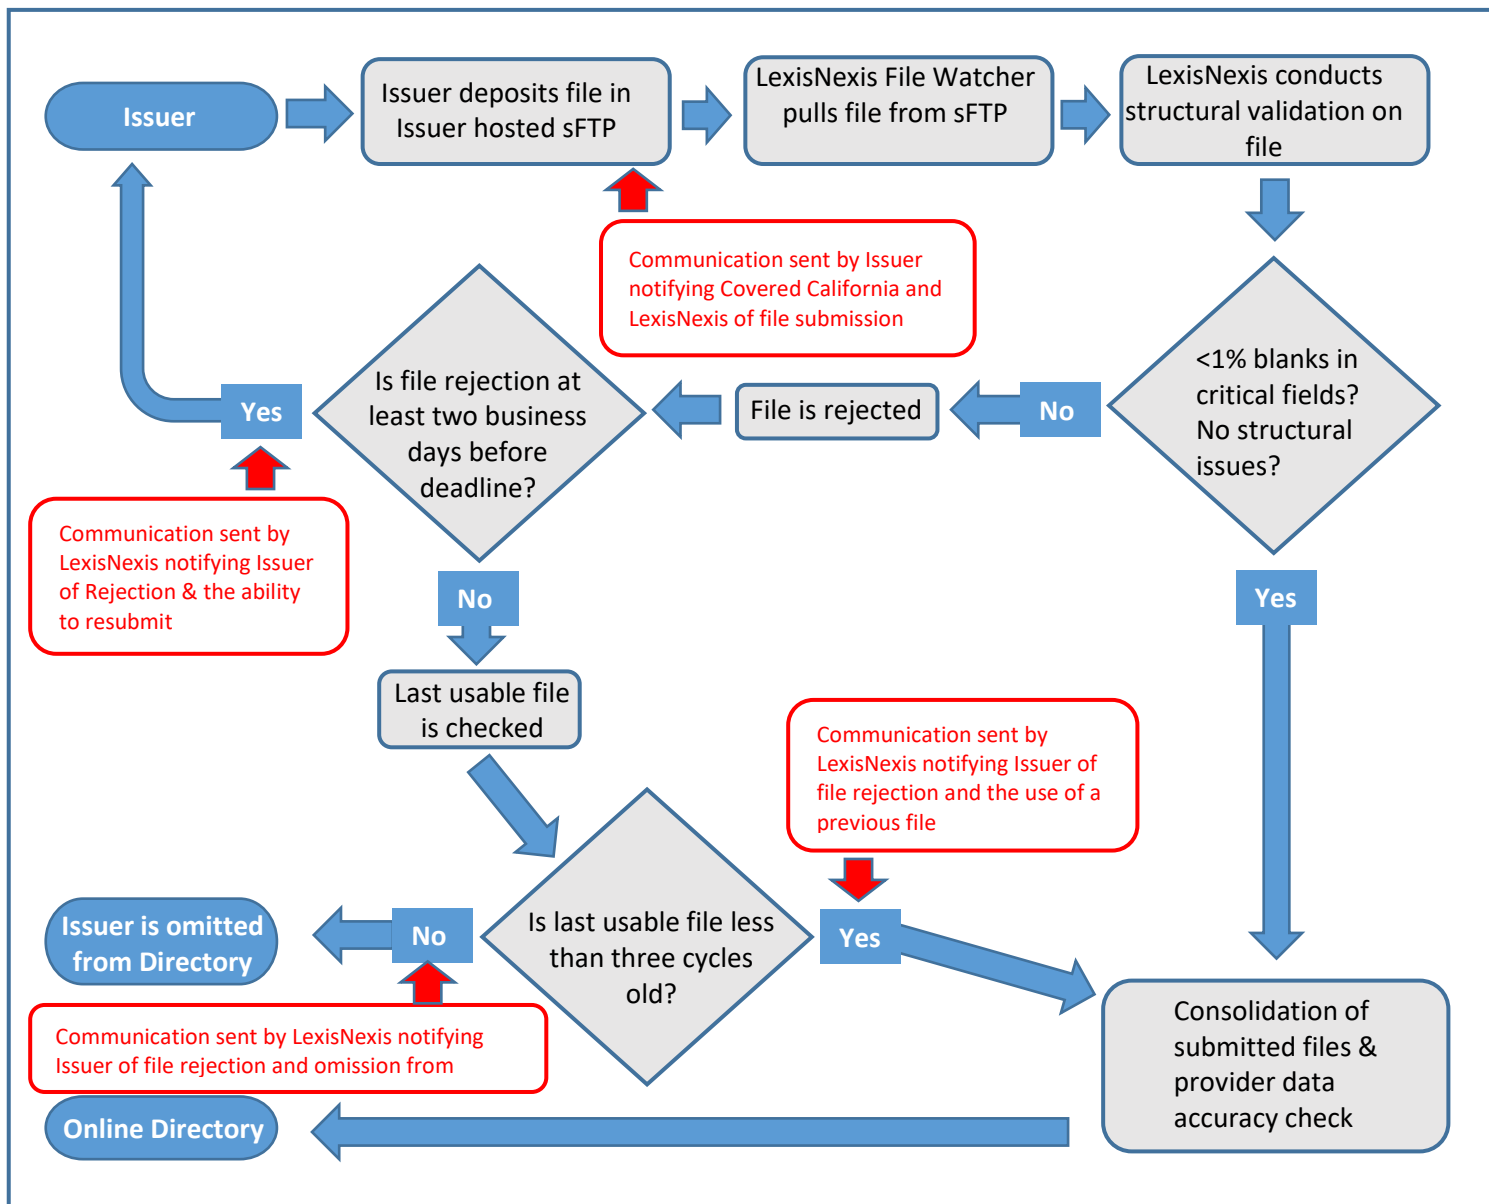 Issuer
Issuer deposits file in
Issuer hosted sFTP
LexisNexis File Watcher
pulls file from sFTP
LexisNexis conducts
structural validation on
file
Communication sent by Issuer
notifying Covered California and
LexisNexis of file submission
<1% blanks in
critical fields?
No structural
issues?
No
File is rejected
Is file rejection at
least two business
days before
deadline?
Yes
Communication sent by
LexisNexis notifying Issuer
of Rejection & the ability
to resubmit
No
Yes
Last usable file
is checked
Communication sent by
LexisNexis notifying Issuer of
file rejection and the use of a
previous file
Is last usable file less
than three cycles
old?
Yes
No
Issuer is omitted
from Directory
Communication sent by LexisNexis notifying
Issuer of file rejection and omission from
Consolidation of
submitted files &
provider data
accuracy check
Online Directory